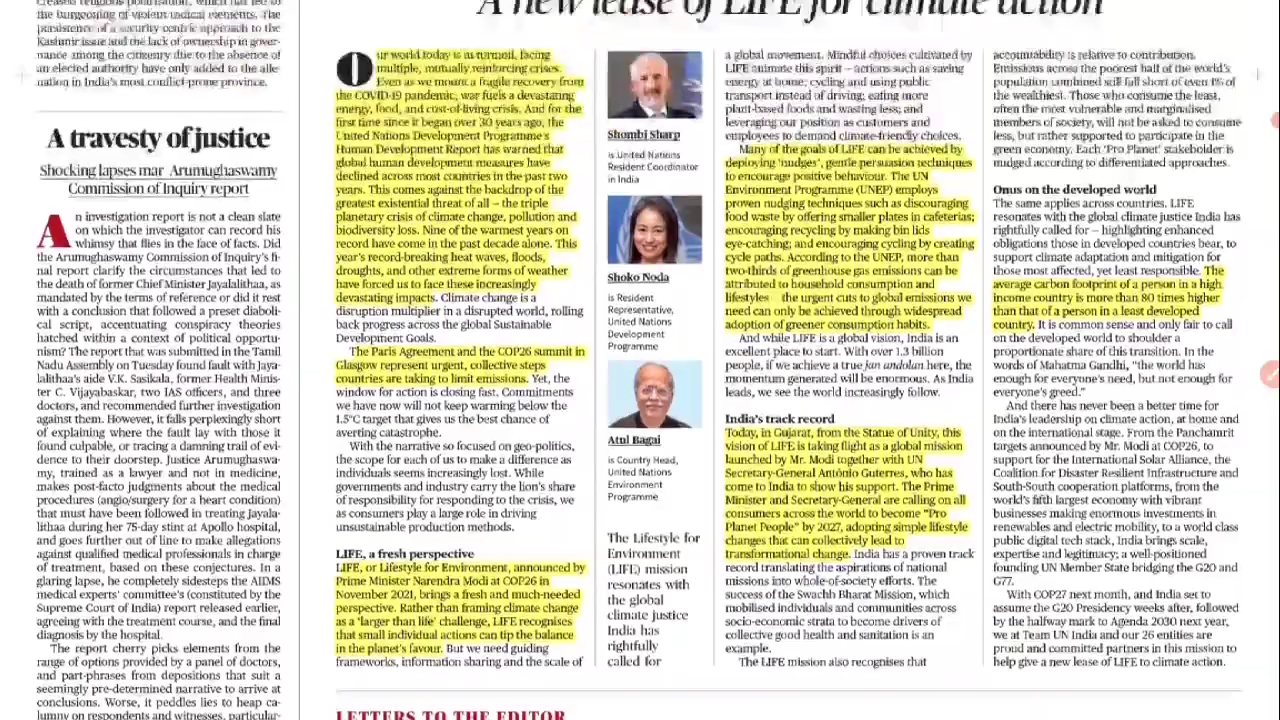 created religious polarisation, which has led to
the burgeoning of violent radical elements. The
persistence of a security-centric approach to the
Kashmir issue and the lack of ownership in gover-
nance among the citizenry due to the absence of
an elected authority have only added to the alie
nation in India's most conflict-prone province.
A travesty of justice
Shocking lapses mar Arumughaswamy
Commission of Inquiry report
An investigation report is not a clean slate
on which the investigator can record his
whimsy that flies in the face of facts. Did
the Arumughaswamy Commission of Inquiry's fi-
nal report clarify the circumstances that led to
the death of former Chief Minister Jayalalithaa, as
mandated by the terms of reference or did it rest
with a conclusion that followed a preset diaboli-
cal script, accentuating conspiracy theories
hatched within a context of political opportu-
nism? The report that was submitted in the Tamil
Nadu Assembly on Tuesday found fault with Jaya-
lalithaa's aide V.K. Sasikala, former Health Minis-
ter C. Vijayabaskar, two IAS officers, and three
doctors, and recommended further investigation
against them. However, it falls perplexingly short
of explaining where the fault lay with those it
found culpable, or tracing a damning trail of evi-
dence to their doorstep. Justice Arumughaswa-
my, trained as a lawyer and not in medicine,
makes post-facto judgments about the medical
procedures (angio/surgery for a heart condition)
that must have been followed in treating Jayala-
lithaa during her 75-day stint at Apollo hospital,
and goes further out of line to make allegations
against qualified medical professionals in charge
of treatment, based on these conjectures. In a
glaring lapse, he completely sidesteps the AIIMS
medical experts' committee's (constituted by the
Supreme Court of India) report released earlier,
agreeing with the treatment course, and the final
diagnosis by the hospital.
The report cherry picks elements from the
range of options provided by a panel of doctors,
and part-phrases from depositions that suit a
seemingly pre-determined narrative to arrive at
conclusions. Worse, it peddles lies to heap ca-
lumny on respondents and witnesses, particular-
A new lease of LIFE for climate action
Our world today is in turmoil, facing
multiple, mutually reinforcing crises.
Even as we mount a fragile recovery from
the COVID-19 pandemic, war fuels a devastating
energy, food, and cost-of-living crisis. And for the
first time since it began over 30 years ago, the
United Nations Development Programme's
Human Development Report has warned that
global human development measures have
declined across most countries in the past two
years. This comes against the backdrop of the
greatest existential threat of all – the triple
planetary crisis of climate change, pollution and
biodiversity loss. Nine of the warmest years on
record have come in the past decade alone. This
year's record-breaking heat waves, floods,
droughts, and other extreme forms of weather
have forced us to face these increasingly
devastating impacts. Climate change is a
disruption multiplier in a disrupted world, rolling
back progress across the global Sustainable
Development Goals.
The Paris Agreement and the COP26 summit in
Glasgow represent urgent, collective steps
countries are taking to limit emissions. Yet, the
window for action is closing fast. Commitments
we have now will not keep warming below the
1.5°C target that gives us the best chance of
averting catastrophe.
With the narrative so focused on geo-politics,
the scope for each of us to make a difference as
individuals seems increasingly lost. While
governments and industry carry the lion's share
of responsibility for responding to the crisis, we
as consumers play a large role in driving
unsustainable production methods.
LIFE, a fresh perspective
LIFE, or Lifestyle for Environment, announced by
Prime Minister Narendra Modi at COP26 in
November 2021, brings a fresh and much-needed
perspective. Rather than framing climate change
as a 'larger than life' challenge, LIFE recognises
that small individual actions can tip the balance
in the planet's favour. But we need guiding
frameworks, information sharing and the scale of
Shombi Sharp
is United Nations
Resident Coordinator
in India
Shoko Noda
is Resident
Representative,
United Nations
Development
Programme
Atul Bagai
is Country Head,
United Nations
Environment
Programme
The Lifestyle for
Environment
(LIFE) mission
resonates with
the global
climate justice
India has
rightfully
called for
a global movement. Mindful choices cultivated by
LIFE animate this spirit – actions such as saving
energy at home; cycling and using public
transport instead of driving; eating more
plant-based foods and wasting less; and
leveraging our position as customers and
employees to demand climate-friendly choices.
Many of the goals of LIFE can be achieved by
deploying 'nudges', gentle persuasion techniques
to encourage positive behaviour. The UN
Environment Programme (UNEP) employs
proven nudging techniques such as discouraging
food waste by offering smaller plates in cafeterias;
encouraging recycling by making bin lids
eye-catching; and encouraging cycling by creating
cycle paths. According to the UNEP, more than
two-thirds of greenhouse gas emissions can be
attributed to household consumption and
lifestyles – the urgent cuts to global emissions we
need can only be achieved through widespread
adoption of greener consumption habits.
And while LIFE is a global vision, India is an
excellent place to start. With over 1.3 billion
people, if we achieve a true jan andolan here, the
momentum generated will be enormous. As India
leads, we see the world increasingly follow.
India's track record
Today, in Gujarat, from the Statue of Unity, this
vision of LIFE is taking flight as a global mission
launched by Mr. Modi together with UN
Secretary-General António Guterres, who has
come to India to show his support. The Prime
Minister and Secretary-General are calling on all
consumers across the world to become "Pro
Planet People" by 2027, adopting simple lifestyle
changes that can collectively lead to
transformational change. India has a proven track
record translating the aspirations of national
missions into whole-of-society efforts. The
success of the Swachh Bharat Mission, which
mobilised individuals and communities across
socio-economic strata to become drivers of
collective good health and sanitation is an
example.
The LIFE mission also recognises that
accountability is relative to contribution.
Emissions across the poorest half of the world's
population combined still fall short of even 1% of
the wealthiest. Those who consume the least,
often the most vulnerable and marginalised
members of society, will not be asked to consume
less, but rather supported to participate in the
green economy. Each 'Pro Planet' stakeholder is
nudged according to differentiated approaches.
Onus on the developed world
The same applies across countries. LIFE
resonates with the global climate justice India has
rightfully called for – highlighting enhanced
obligations those in developed countries bear, to
support climate adaptation and mitigation for
those most affected, yet least responsible. The
average carbon footprint of a person in a high
income country is more than 80 times higher
than that of a person in a least developed
country. It is common sense and only fair to call
on the developed world to shoulder a
proportionate share of this transition. In the
words of Mahatma Gandhi, "the world has
enough for everyone's need, but not enough for
everyone's greed."
And there has never been a better time for
India's leadership on climate action, at home and
on the international stage. From the Panchamrit
targets announced by Mr. Modi at COP26, to
support for the International Solar Alliance, the
Coalition for Disaster Resilient Infrastructure and
South-South cooperation platforms, from the
world's fifth largest economy with vibrant
businesses making enormous investments in
renewables and electric mobility, to a world class
public digital tech stack, India brings scale,
expertise and legitimacy; a well-positioned
founding UN Member State bridging the G20 and
G77.
With COP27 next month, and India set to
assume the G20 Presidency weeks after, followed
by the halfway mark to Agenda 2030 next year,
we at Team UN India and our 26 entities are
proud and committed partners in this mission to
help give a new lease of LIFE to climate action.
LETTERS TO THE EDITOR